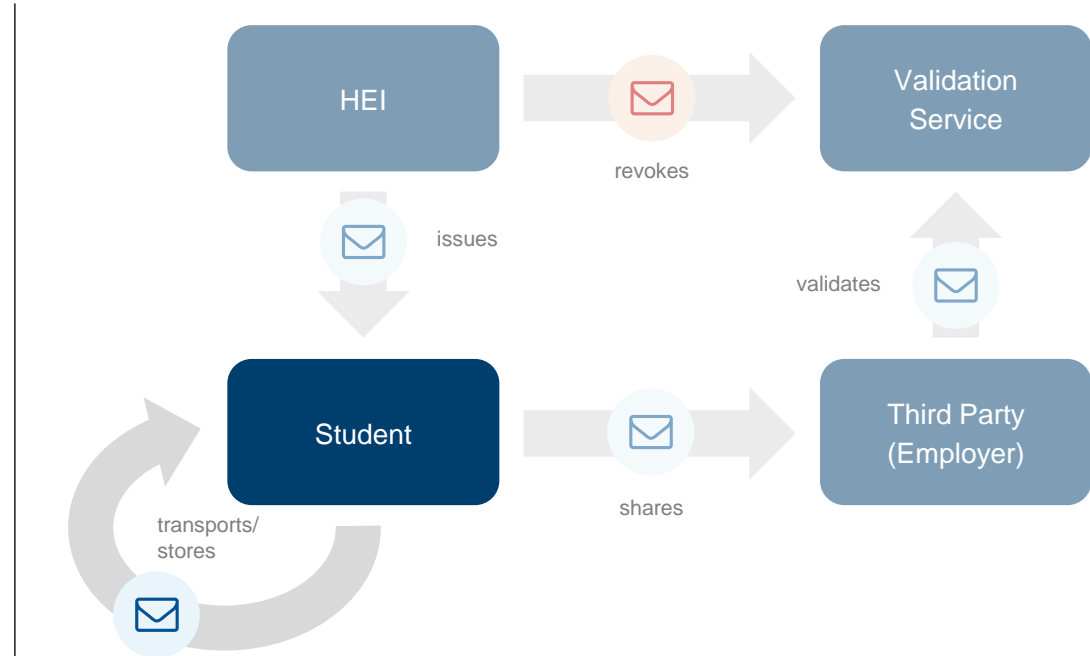 HEI
Validation
Service
revokes
issues
validates
Student
Third Party
(Employer)
shares
transports/
stores